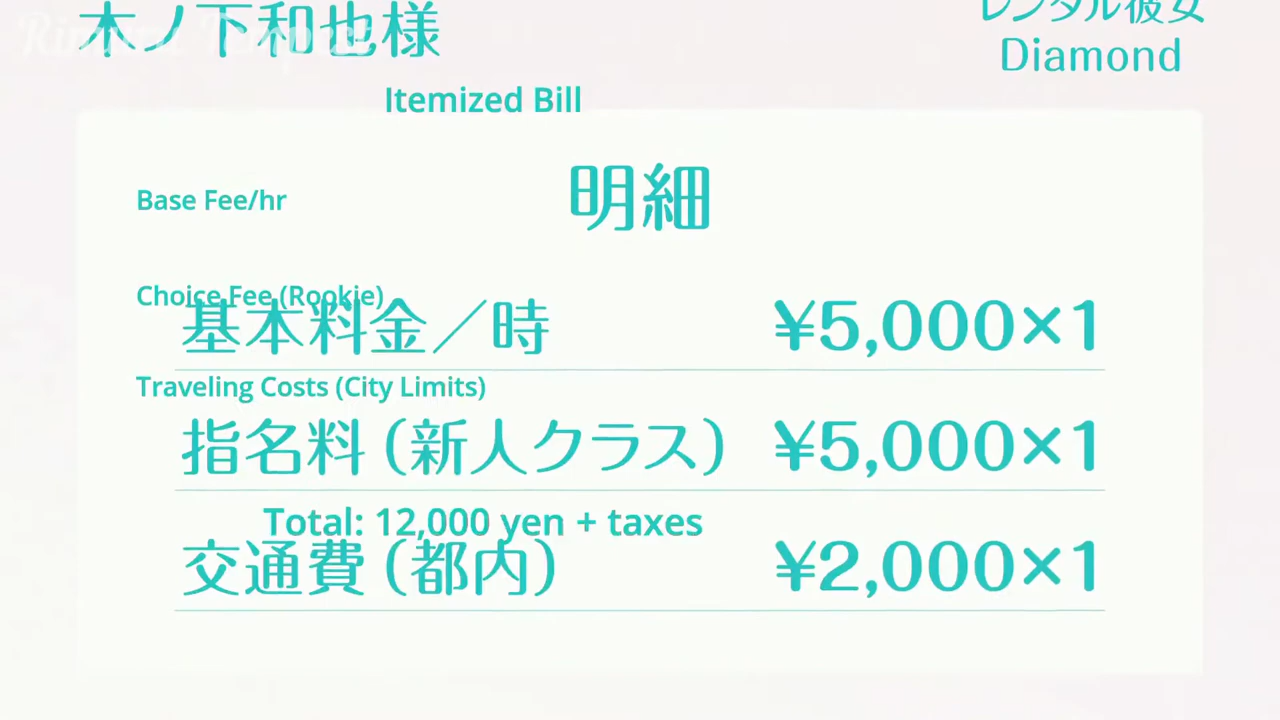 木ノ下和也様
レンタル彼女
Diamond
Itemized Bill
明細
Base Fee/hr
Choice Fee (Rookie)
基本料金／時 ¥5,000×1
Traveling Costs (City Limits)
指名料（新人クラス） ¥5,000×1
Total: 12,000 yen + taxes
交通費（都内） ¥2,000×1